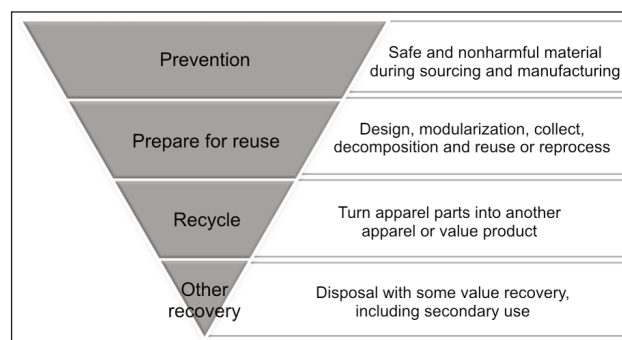 Prevention
Safe and nonharmful material
during sourcing and manufacturing
Prepare for reuse
Design, modularization, collect,
decomposition and reuse or reprocess
Recycle
Turn apparel parts into another
apparel or value product
Other
recovery
Disposal with some value recovery,
including secondary use